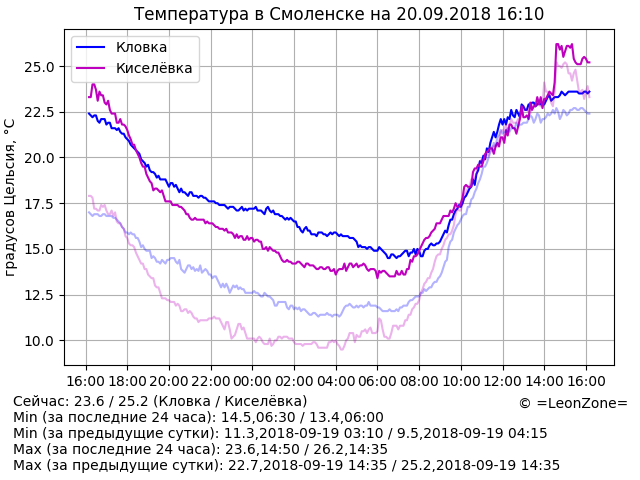 Температура в Смоленске на 20.09.2018 16:10
Кловка
Киселёвка
градусов Цельсия, °C
25.0
22.5
20.0
17.5
15.0
12.5
10.0
16:00 18:00 20:00 22:00 00:00 02:00 04:00 06:00 08:00 10:00 12:00 14:00 16:00
Сейчас: 23.6 / 25.2 (Кловка / Киселёвка)
© =LeonZone=
Min (за последние 24 часа): 14.5,06:30 / 13.4,06:00
Min (за предыдущие сутки): 11.3,2018-09-19 03:10 / 9.5,2018-09-19 04:15
Max (за последние 24 часа): 23.6,14:50 / 26.2,14:35
Max (за предыдущие сутки): 22.7,2018-09-19 14:35 / 25.2,2018-09-19 14:35